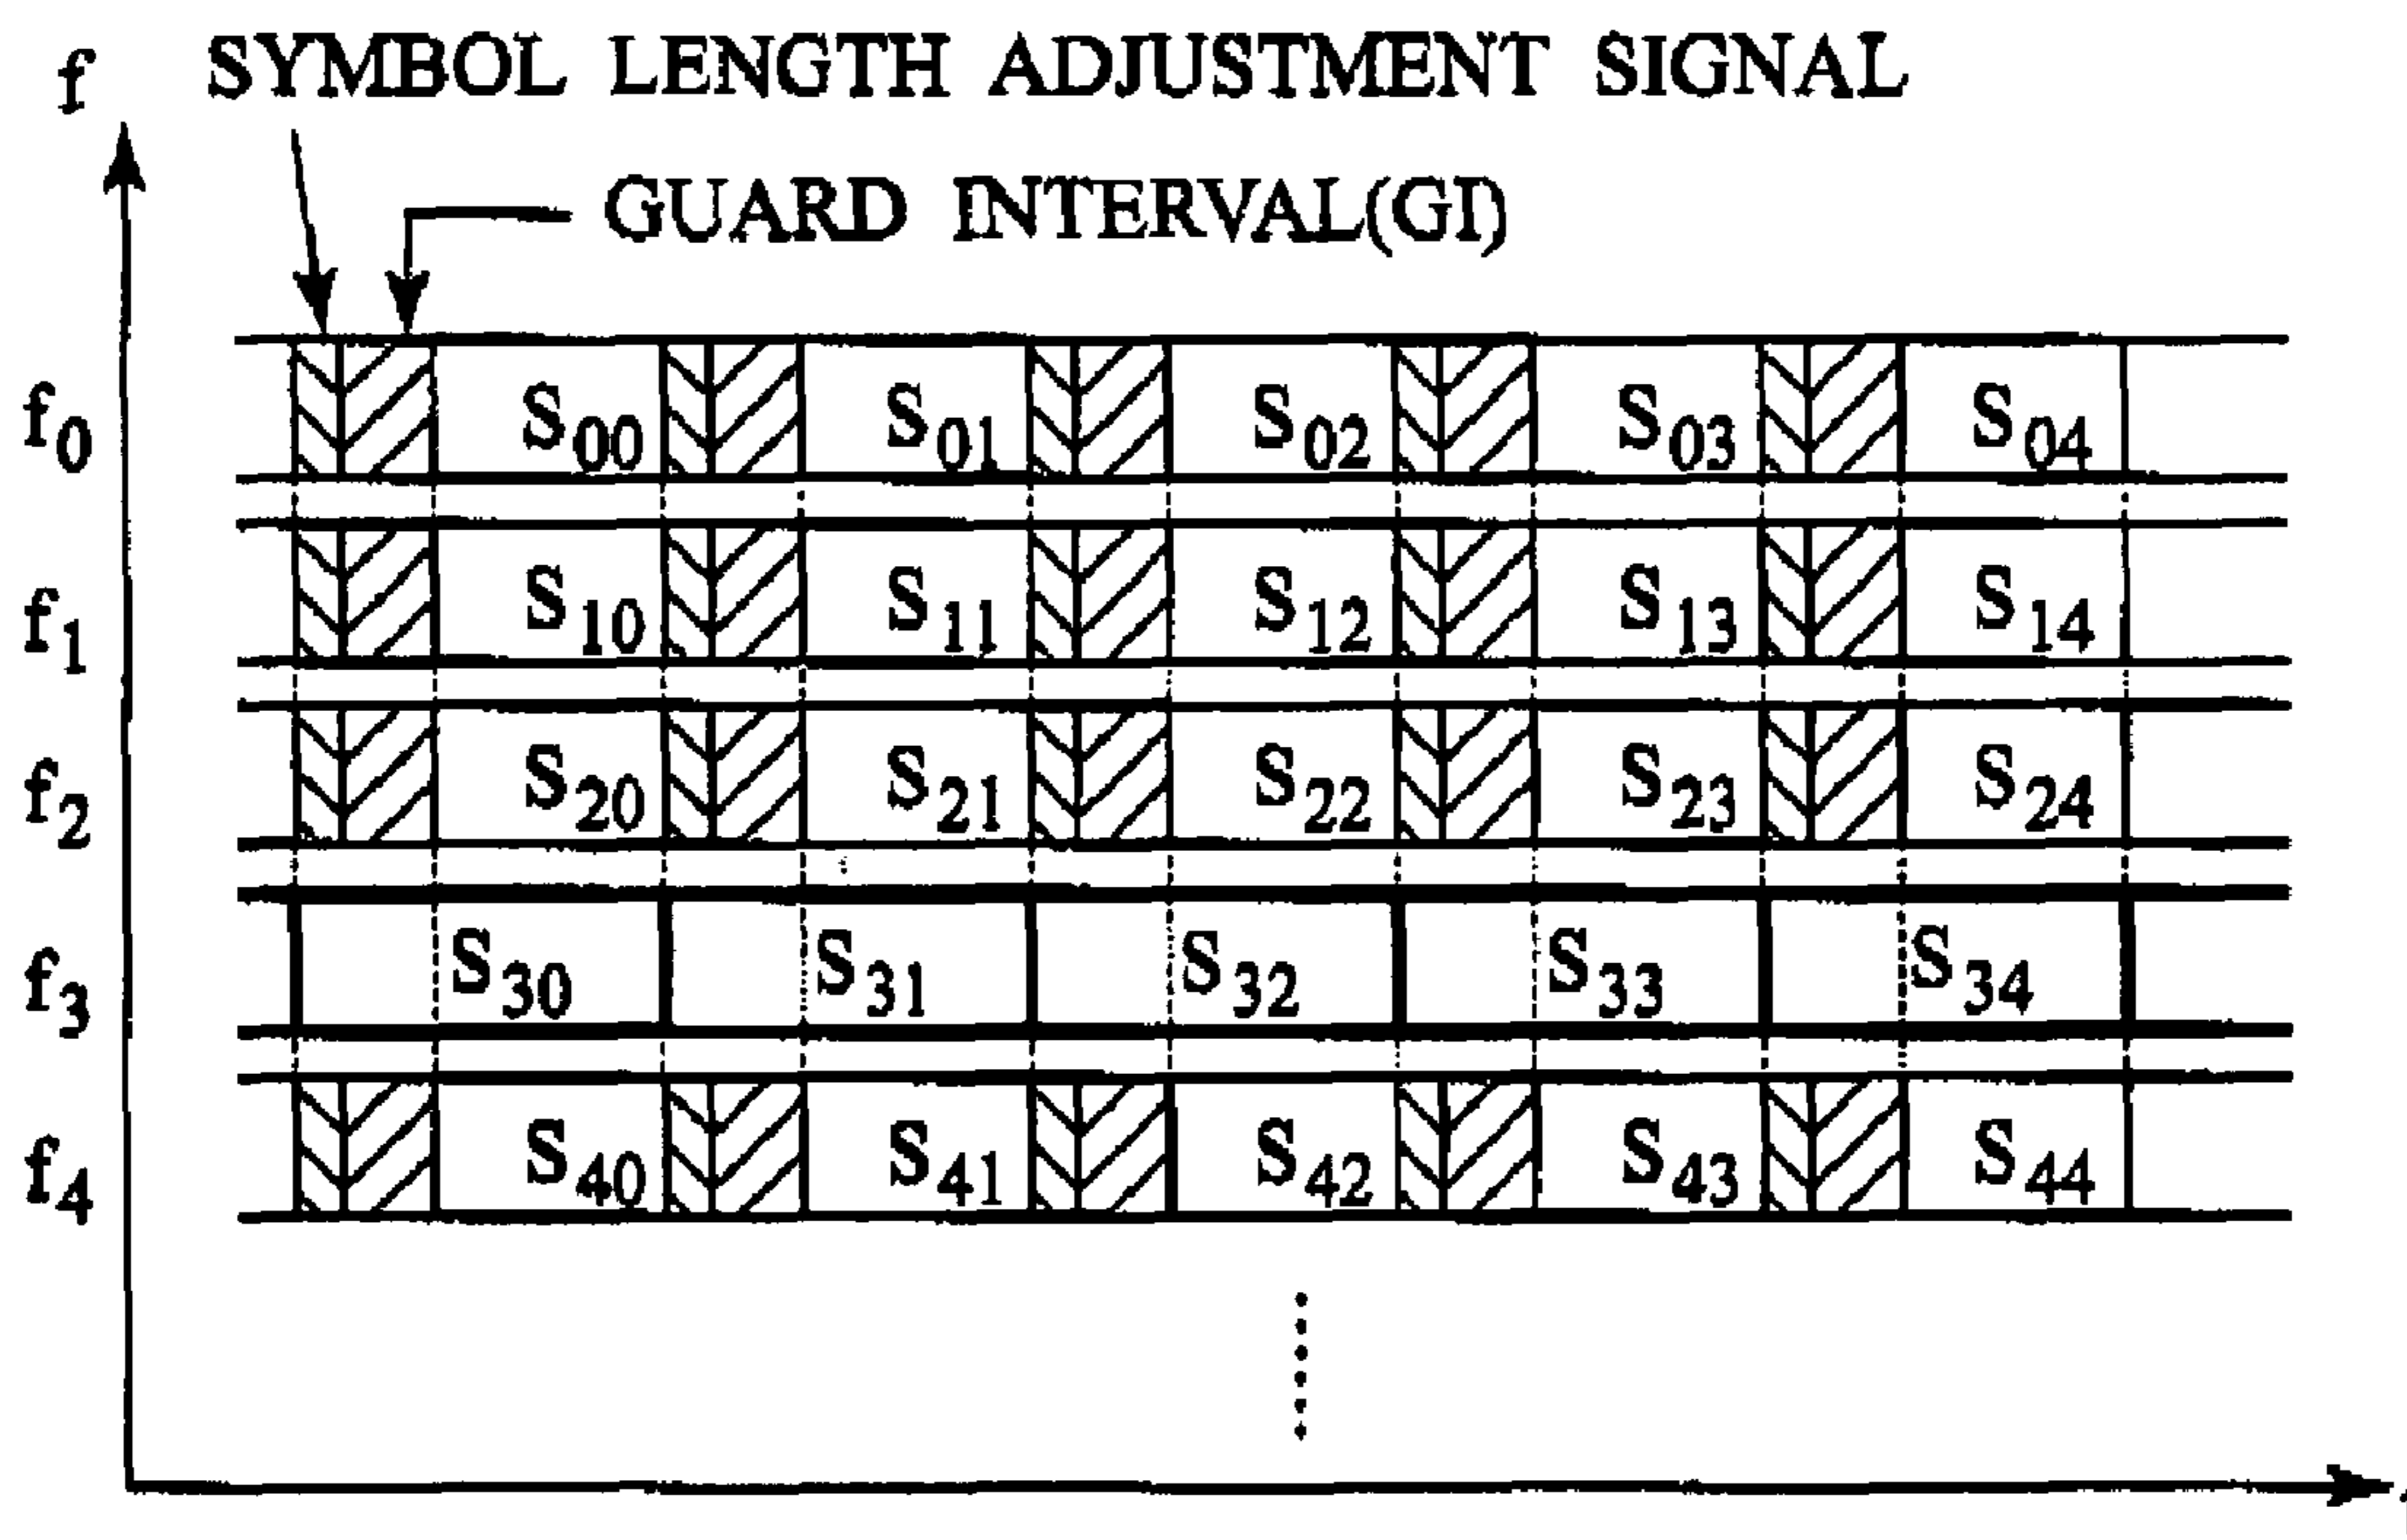 f SYMBOL LENGTH ADJUSTMENT SIGNAL
GUARD INTERVAL(GI)
f0 S00 S01 S02 S03 S04
f1 S10 S11 S12 S13 S14
f2 S20 S21 S22 S23 S24
f3 S30 S31 S32 S33 S34
f4 S40 S41 S42 S43 S44